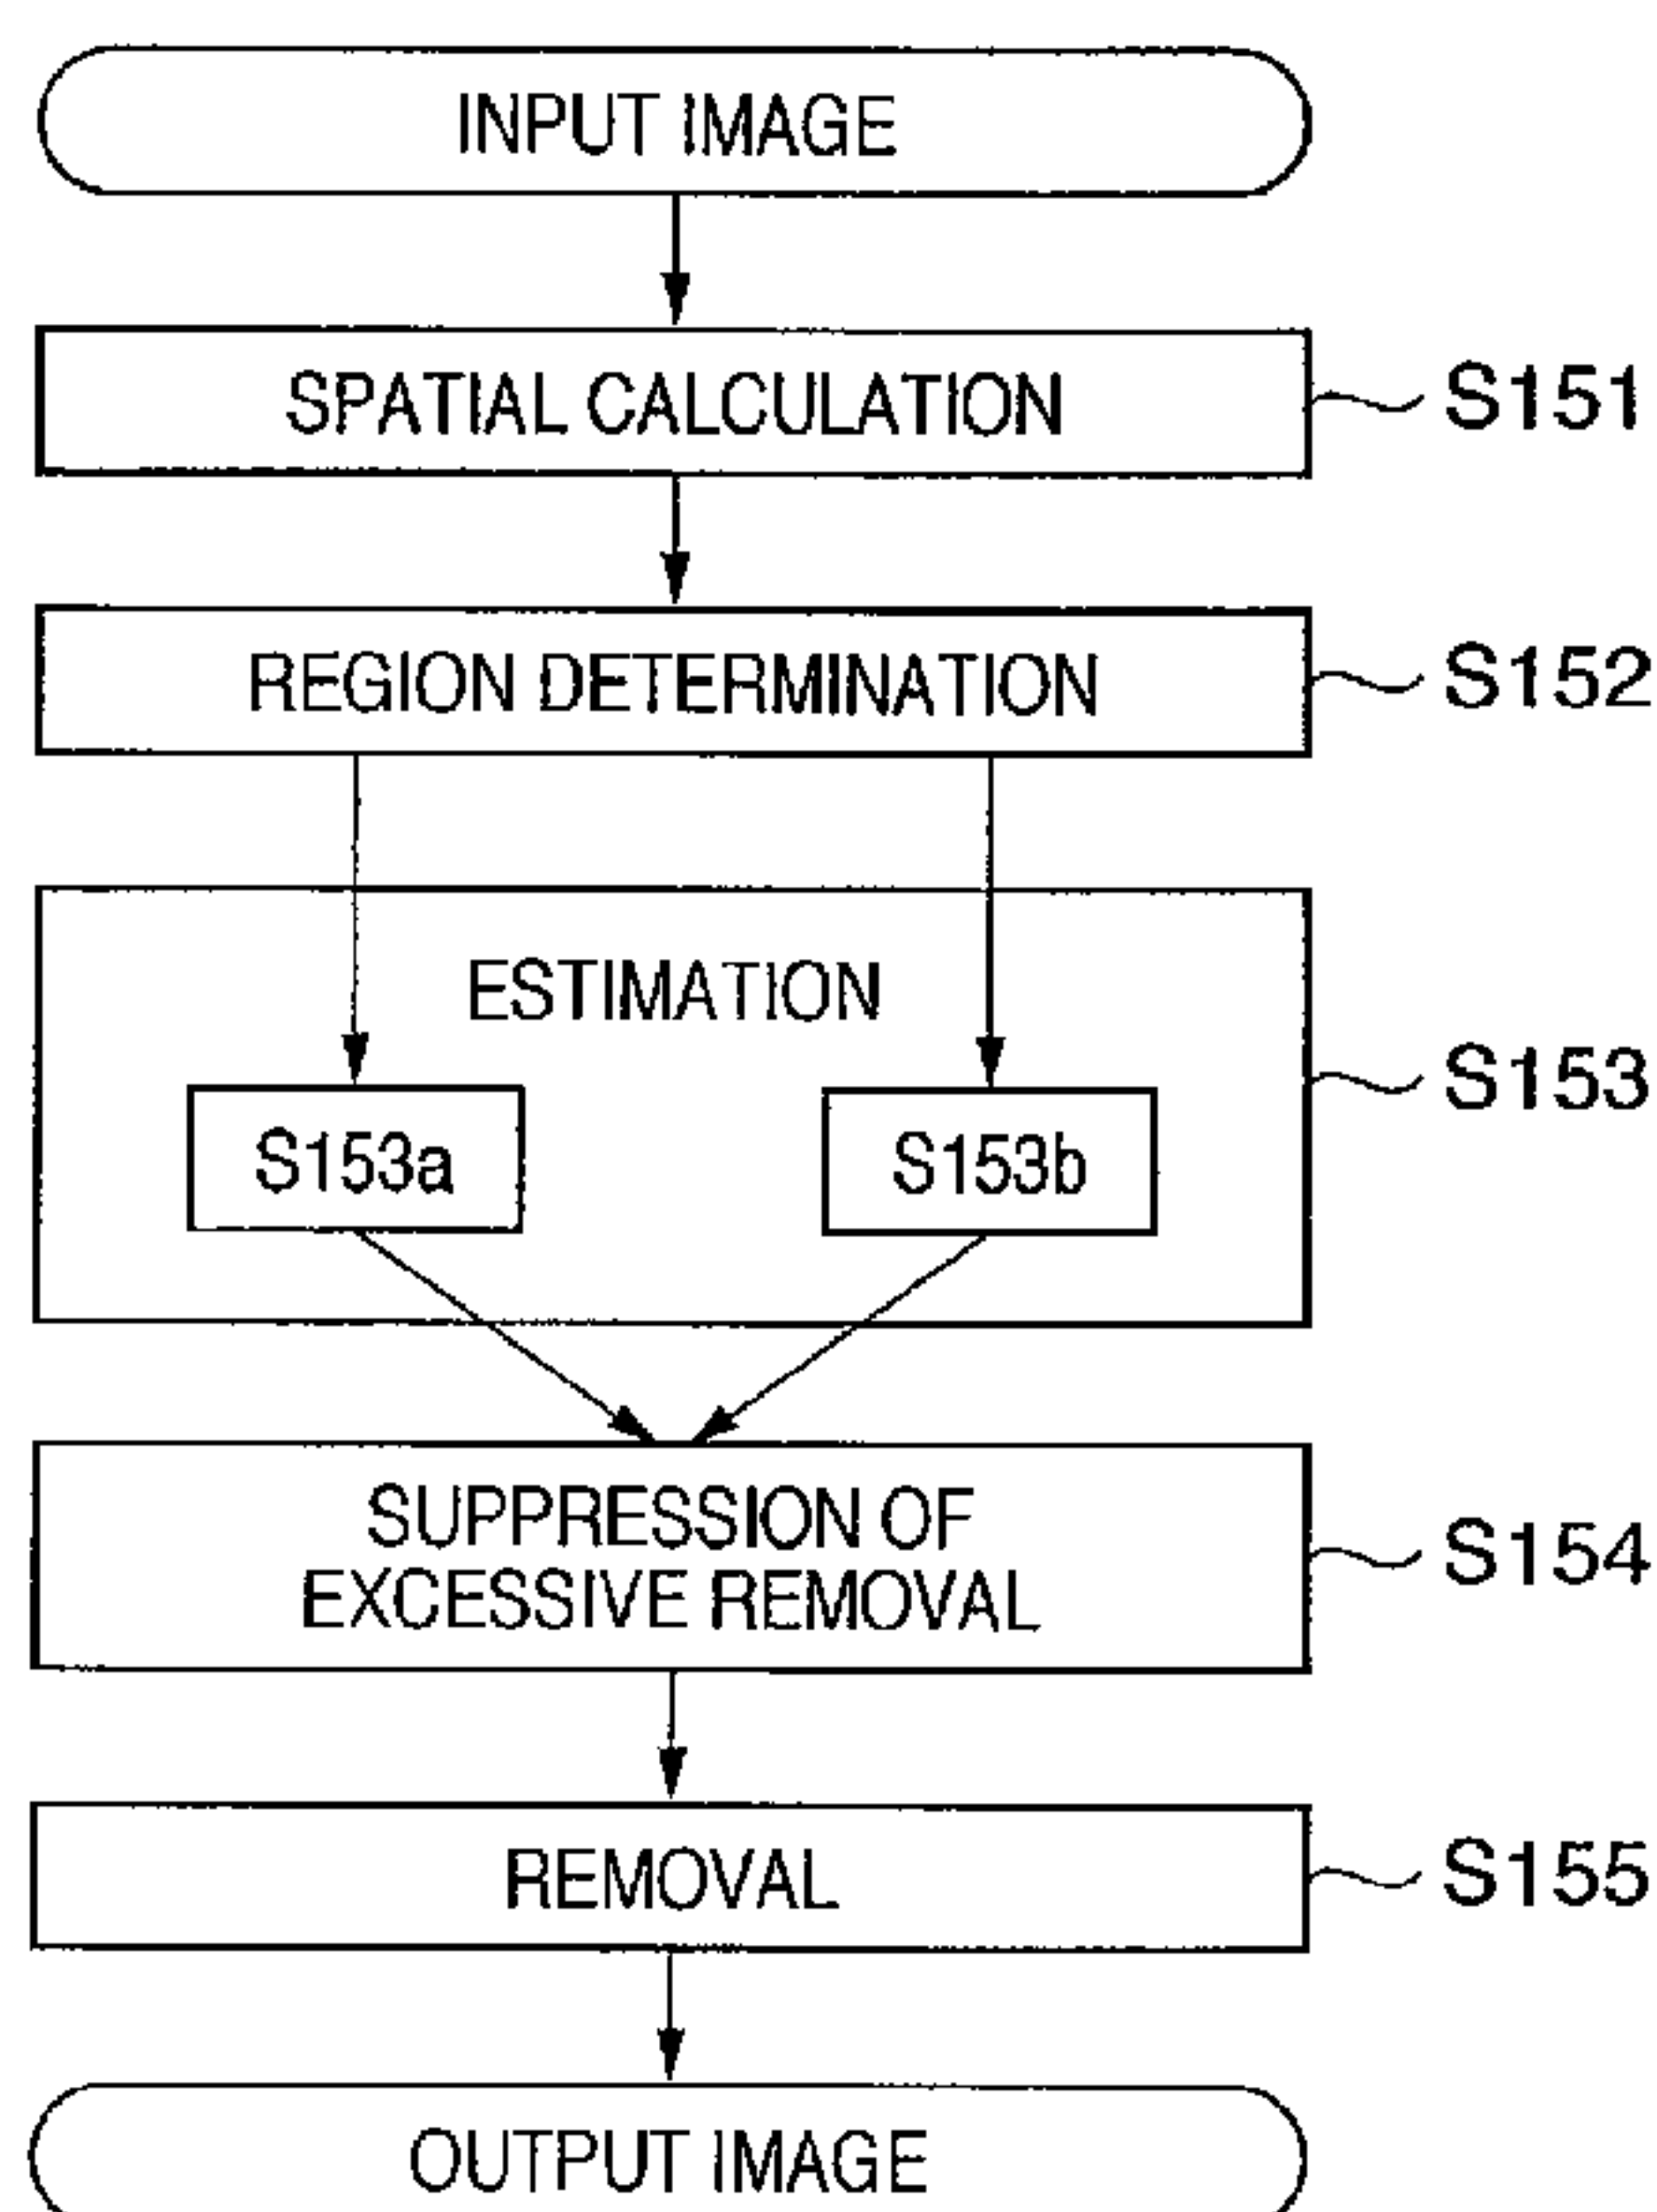 INPUT IMAGE
SPATIAL CALCULATION
S151
REGION DETERMINATION
S152
ESTIMATION
S153
S153a
S153b
SUPPRESSION OF
EXCESSIVE REMOVAL
S154
REMOVAL
S155
OUTPUT IMAGE